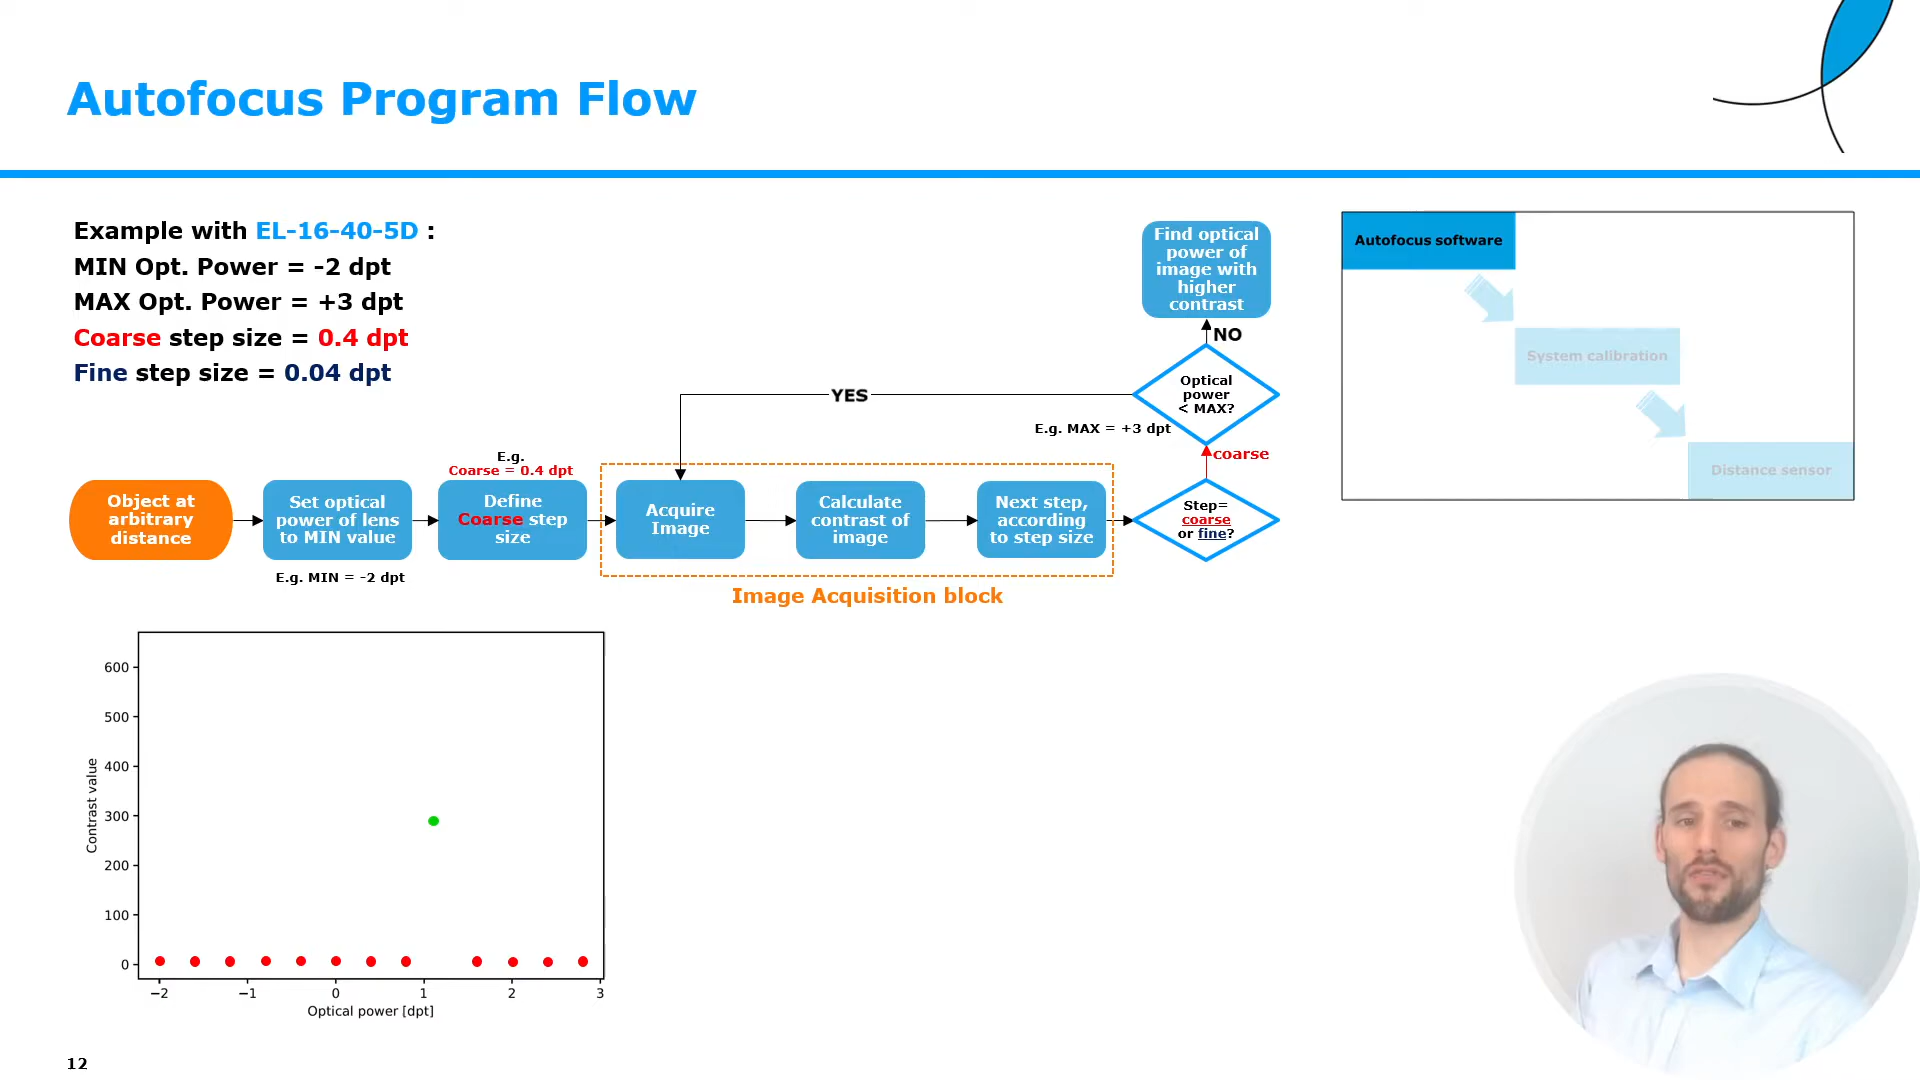 Autofocus Program Flow
Example with EL-16-40-5D :
MIN Opt. Power = -2 dpt
MAX Opt. Power = +3 dpt
Coarse step size = 0.4 dpt
Fine step size = 0.04 dpt
Find optical
power of
image with
higher
contrast
NO
Optical
power
< MAX?
YES
E.g. MAX = +3 dpt
coarse
E.g.
Coarse = 0.4 dpt
Object at
arbitrary
distance
Set optical
power of lens
to MIN value
E.g. MIN = -2 dpt
Define
Coarse step
size
Acquire
Image
Calculate
contrast of
image
Next step,
according
to step size
Step=
coarse
or fine?
Image Acquisition block
Autofocus software
System calibration
Distance sensor
600
500
400
300
200
100
0
Contrast value
−2 −1 0 1 2 3
Optical power [dpt]
12